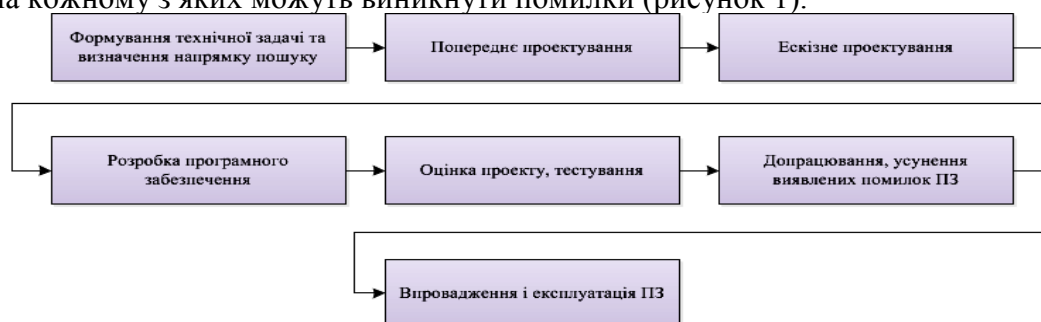 на кожному з яких можуть виникнути помилки (рисунок 1).
Формування технічної задачі та
визначення напрямку пошуку
Попереднє проектування
Ескізне проектування
Розробка програмного
забезпечення
Оцінка проекту, тестування
Допрацювання, усунення
виявлених помилок ПЗ
Впровадження і експлуатація ПЗ